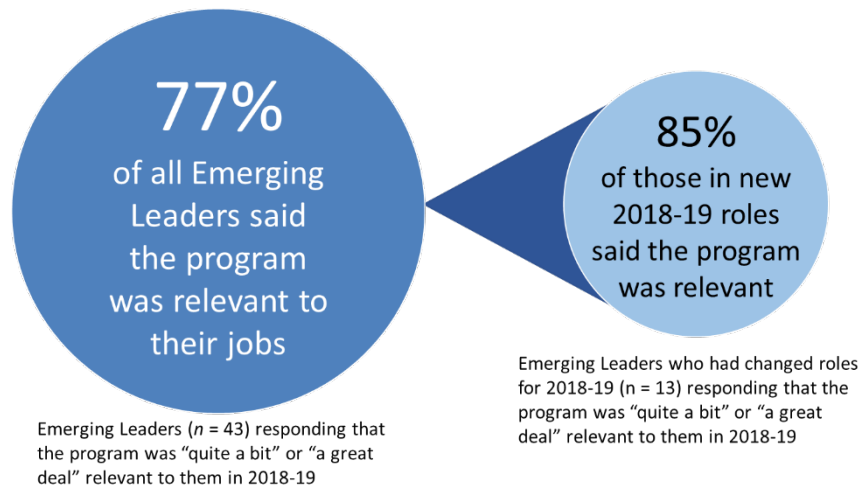 77%
of all Emerging
Leaders said
the program
was relevant to
their jobs
Emerging Leaders (n = 43) responding that
the program was “quite a bit” or “a great
deal” relevant to them in 2018-19
85%
of those in new
2018-19 roles
said the program
was relevant
Emerging Leaders who had changed roles
for 2018-19 (n = 13) responding that the
program was “quite a bit” or “a great
deal” relevant to them in 2018-19